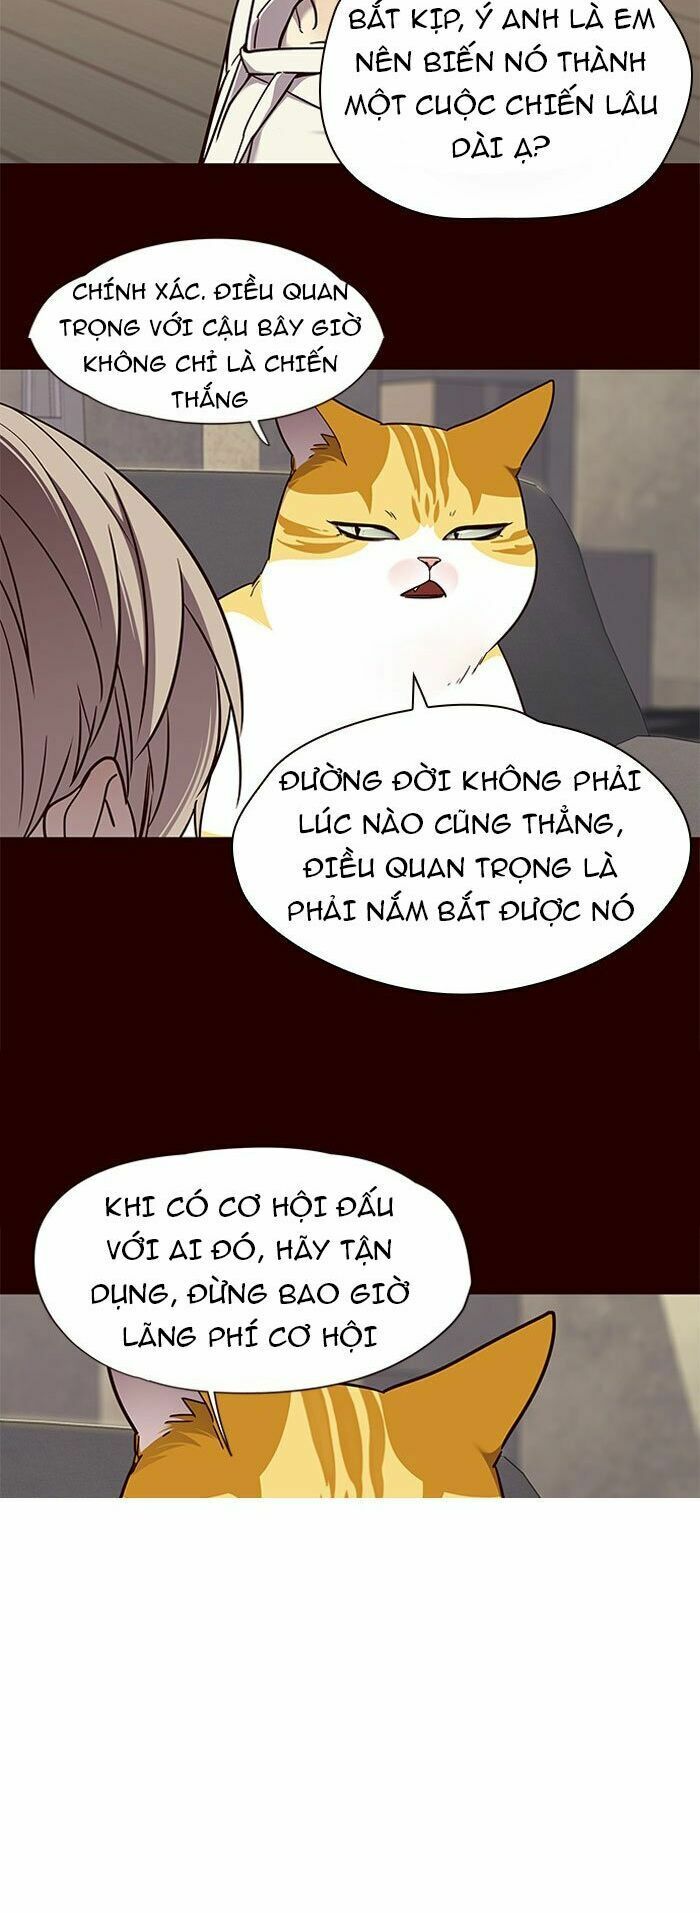 BẮT KỊP, Ý ANH LÀ EM
NÊN BIẾN NÓ THÀNH
MỘT CUỘC CHIẾN LÂU
DÀI Ạ?
CHÍNH XÁC. ĐIỀU QUAN
TRỌNG VỚI CẬU BÂY GIỜ
KHÔNG CHỈ LÀ CHIẾN
THẮNG
ĐƯỜNG ĐỜI KHÔNG PHẢI
LÚC NÀO CŨNG THẲNG,
ĐIỀU QUAN TRỌNG LÀ
PHẢI NẮM BẮT ĐƯỢC NÓ
KHI CÓ CƠ HỘI ĐẤU
VỚI AI ĐÓ, HÃY TẬN
DỤNG, ĐỪNG BAO GIỜ
LÃNG PHÍ CƠ HỘI